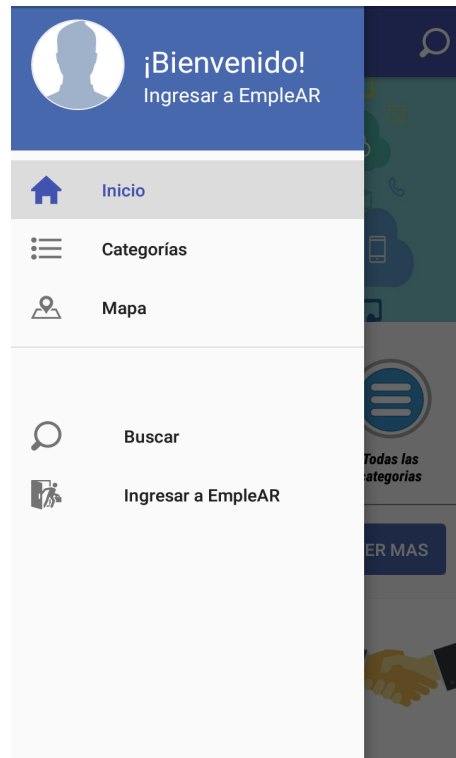 ¡Bienvenido!
Ingresar a EmpleAR
Inicio
Categorías
Mapa
Buscar
Ingresar a EmpleAR
Todas las
categorias
ER MAS